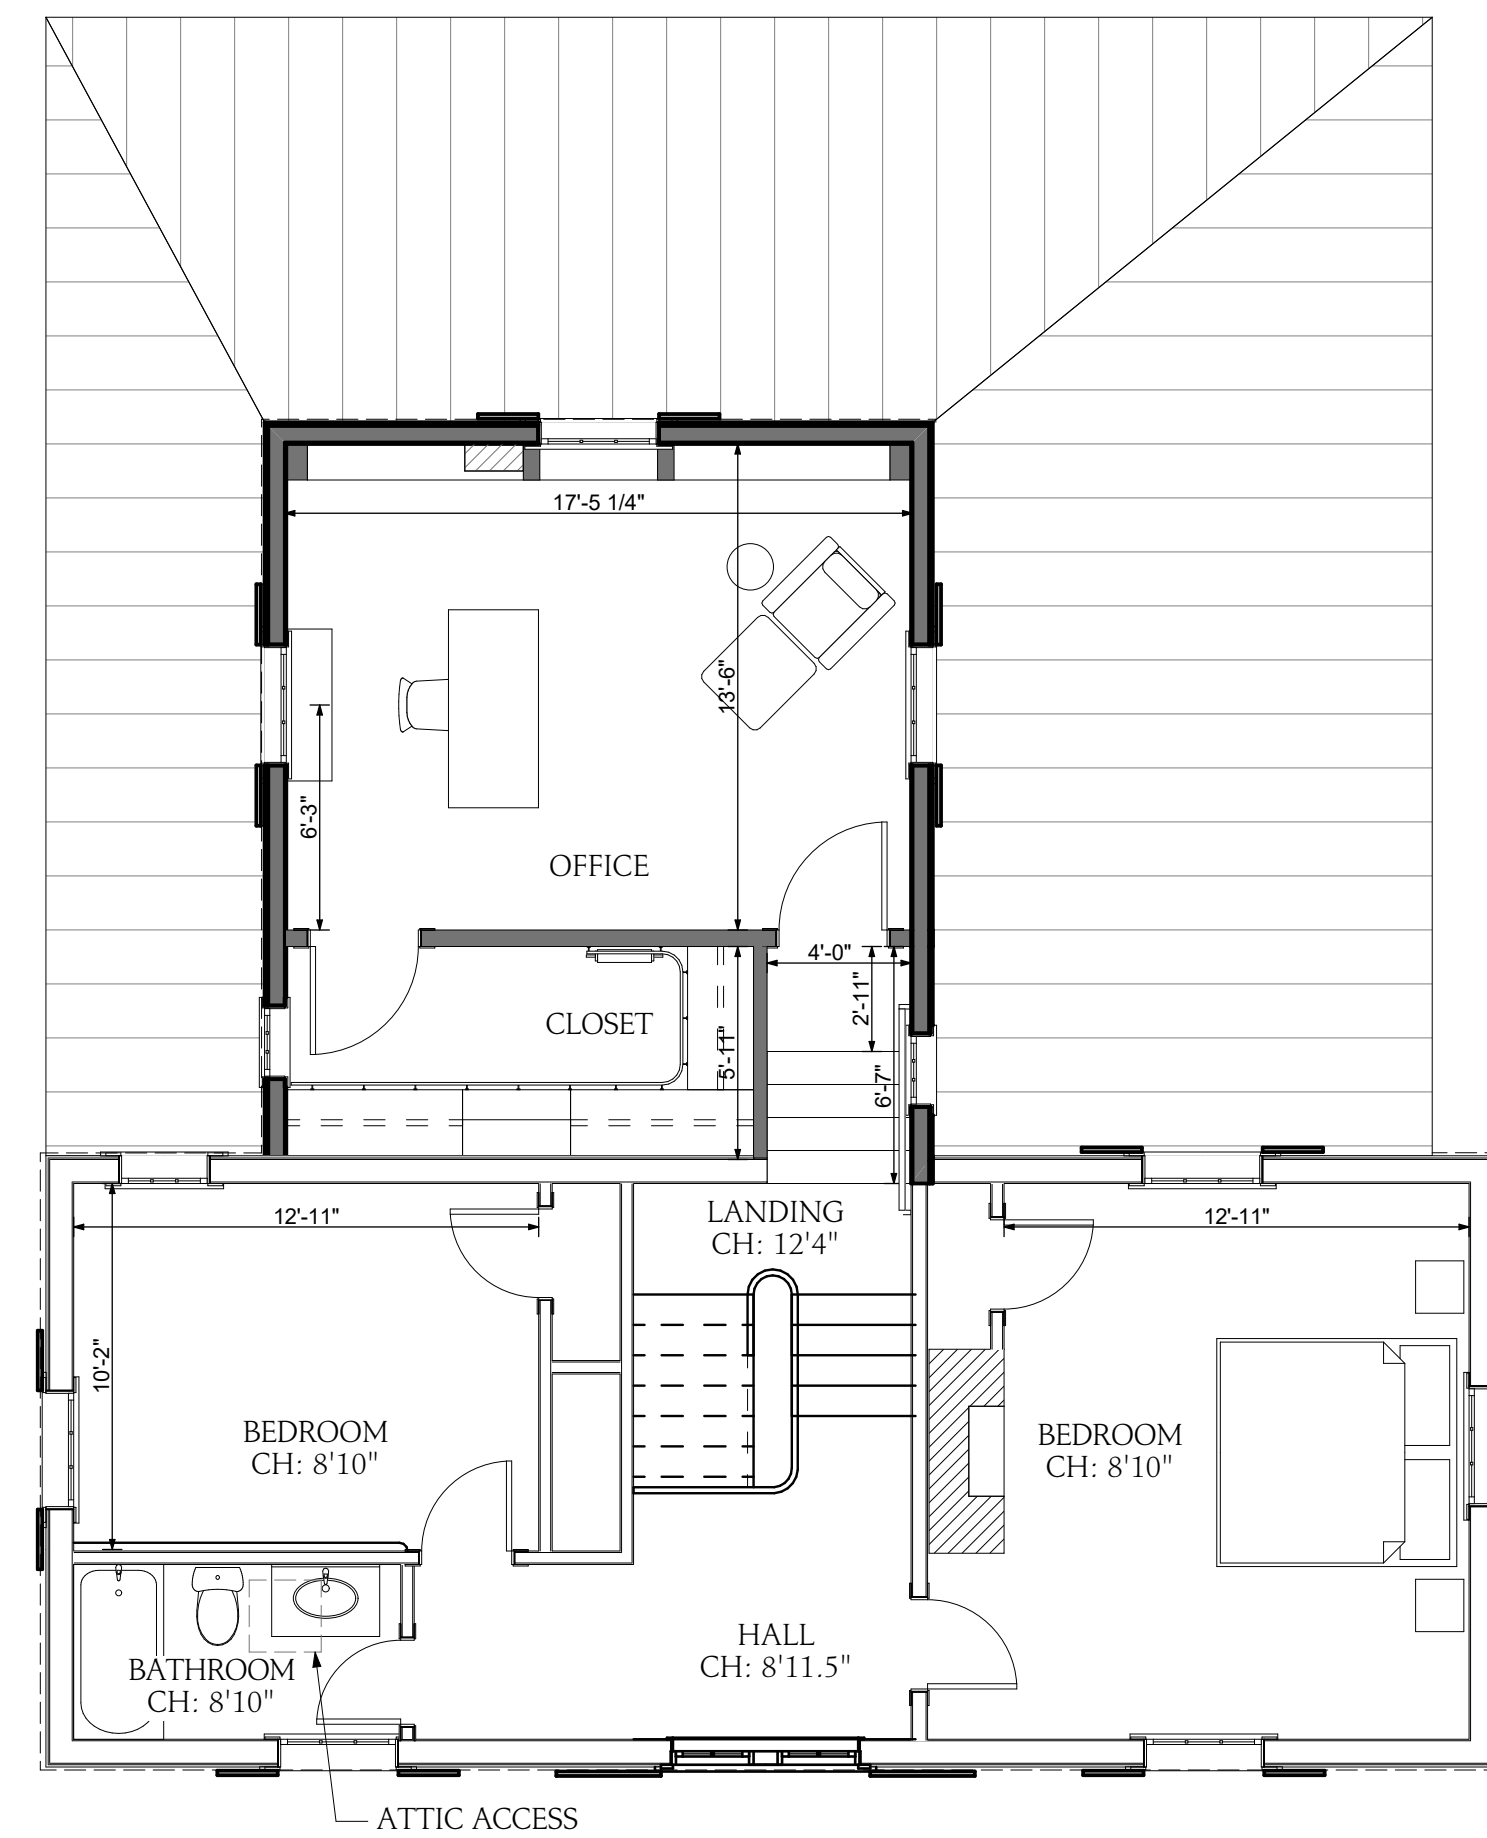 17'-5 1/4"
13'-6"
6'-3"
OFFICE
4'-0"
2'-11"
CLOSET
5'-11"
6'-7"
LANDING
CH: 12'4"
12'-11"
12'-11"
10'-2"
BEDROOM
CH: 8'10"
BEDROOM
CH: 8'10"
HALL
CH: 8'11.5"
BATHROOM
CH: 8'10"
ATTIC ACCESS